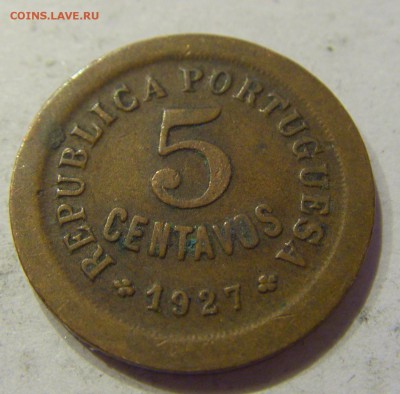 COINS.LAVE.RU
REPUBLICA PORTUGUESA
5
CENTAVOS
* 1927 *